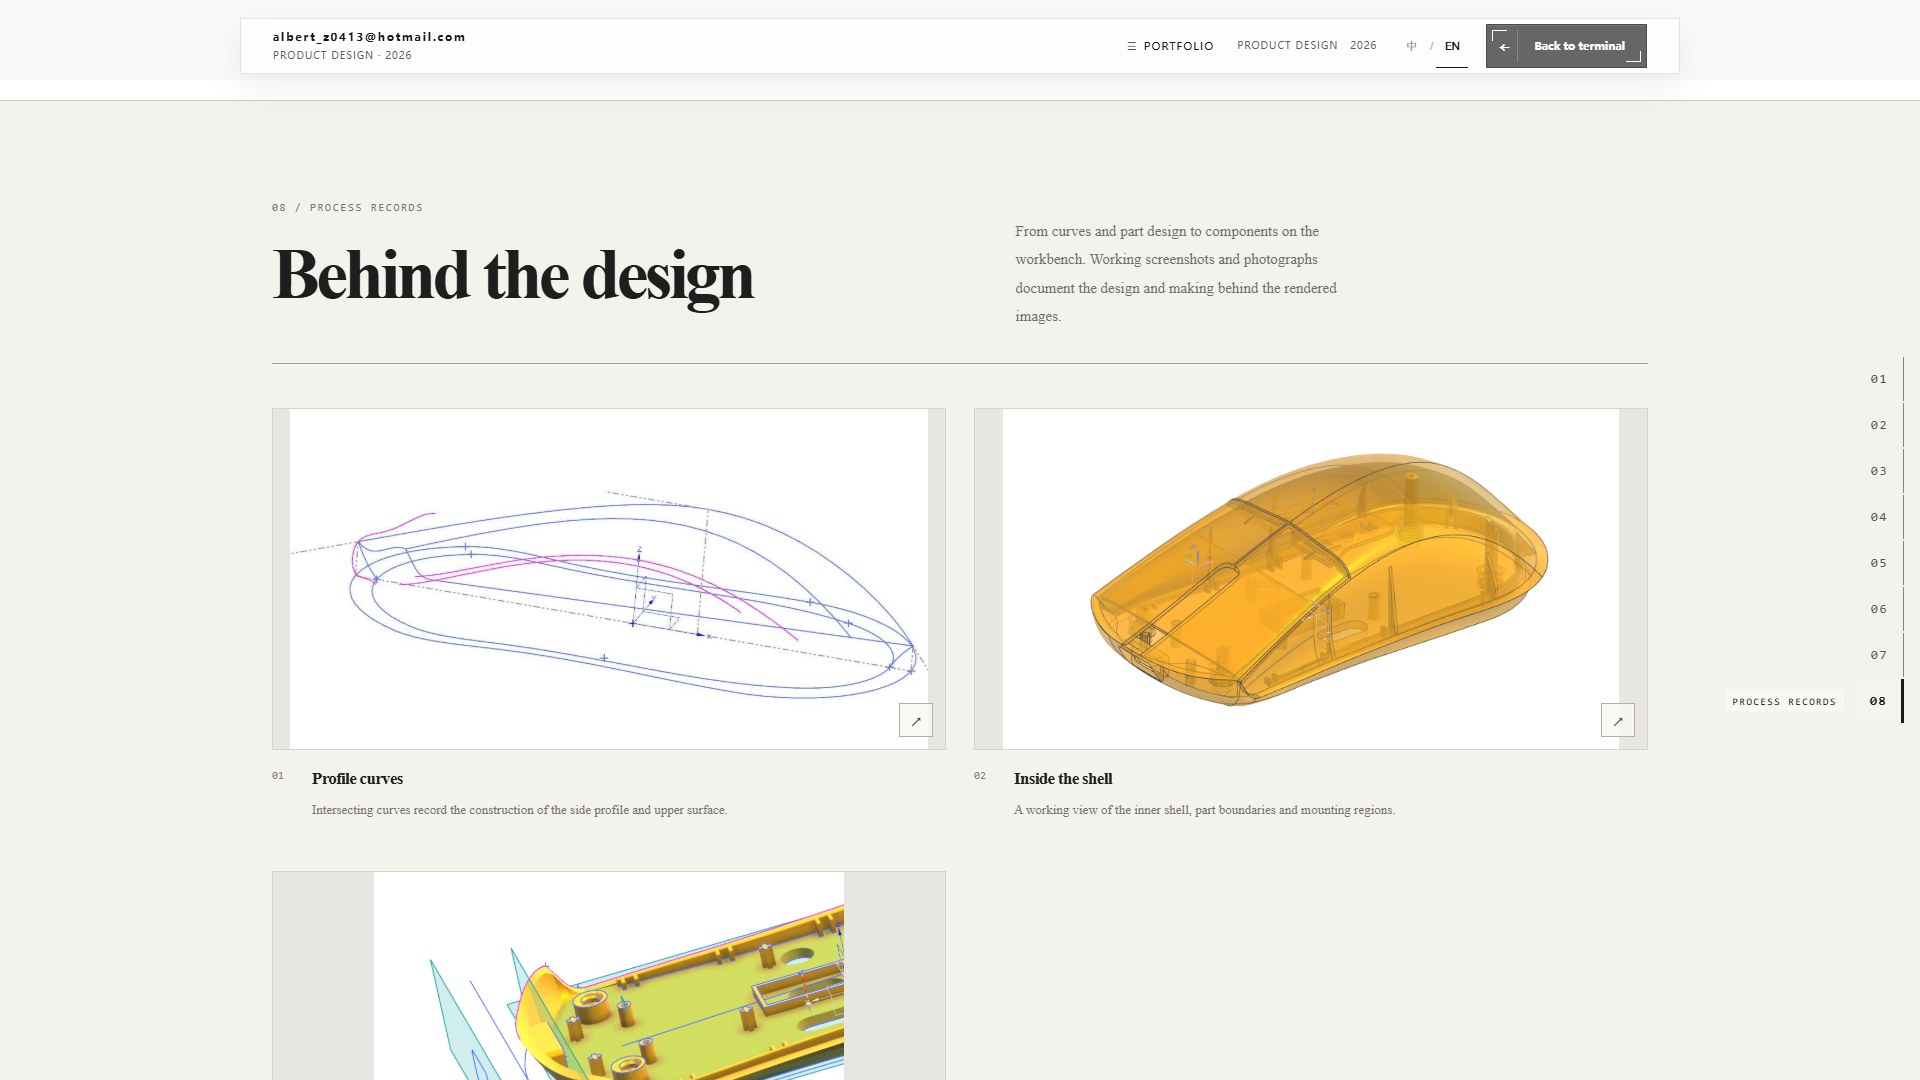 albert_z0413@hotmail.com
PRODUCT DESIGN · 2026
☰ PORTFOLIO
PRODUCT DESIGN 2026
中 / EN
← Back to terminal
08 / PROCESS RECORDS
Behind the design
From curves and part design to components on the
workbench. Working screenshots and photographs
document the design and making behind the rendered
images.
01
02
03
04
05
06
07
PROCESS RECORDS 08
01 Profile curves
Intersecting curves record the construction of the side profile and upper surface.
02 Inside the shell
A working view of the inner shell, part boundaries and mounting regions.